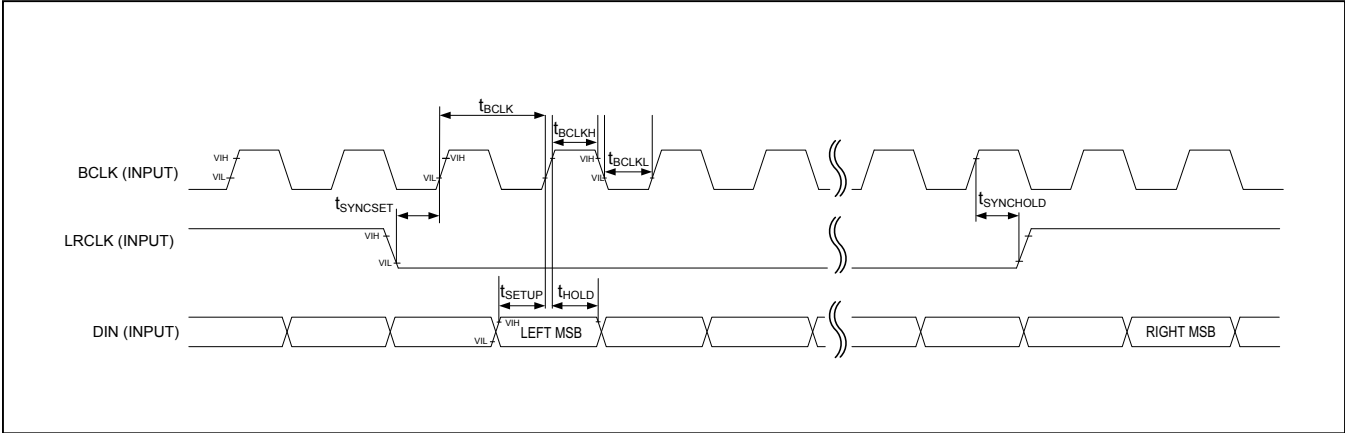 tBCLK
tBCLKH
VIH
VIH
VIH
BCLK (INPUT)
VIL
VIL
VIL
tBCLKL
tSYNCSET
tSYNCHOLD
LRCLK (INPUT)
VIH
VIL
tSETUP
tHOLD
DIN (INPUT)
VIH
LEFT MSB
RIGHT MSB
VIL